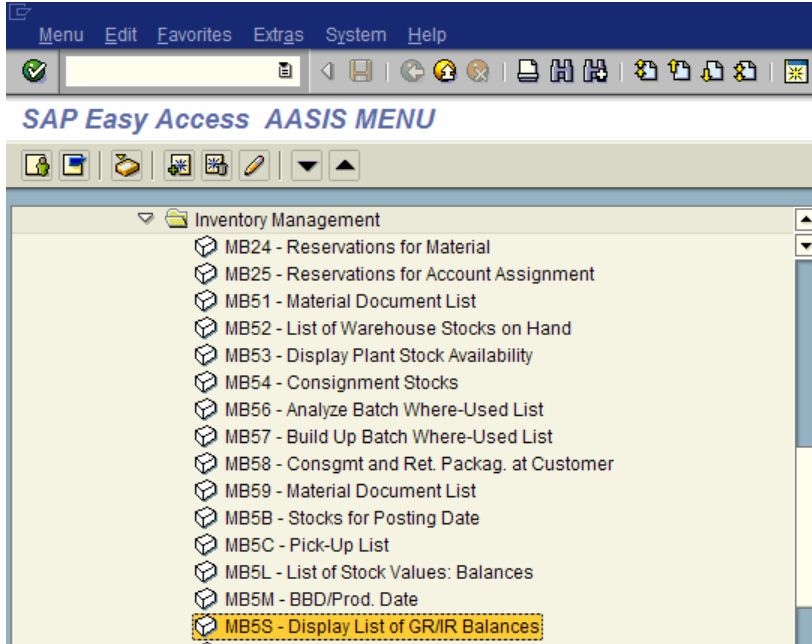 Menu Edit Favorites Extras System Help
SAP Easy Access AASIS MENU
Inventory Management
MB24 - Reservations for Material
MB25 - Reservations for Account Assignment
MB51 - Material Document List
MB52 - List of Warehouse Stocks on Hand
MB53 - Display Plant Stock Availability
MB54 - Consignment Stocks
MB56 - Analyze Batch Where-Used List
MB57 - Build Up Batch Where-Used List
MB58 - Consgmt and Ret. Packag. at Customer
MB59 - Material Document List
MB5B - Stocks for Posting Date
MB5C - Pick-Up List
MB5L - List of Stock Values: Balances
MB5M - BBD/Prod. Date
MB5S - Display List of GR/IR Balances